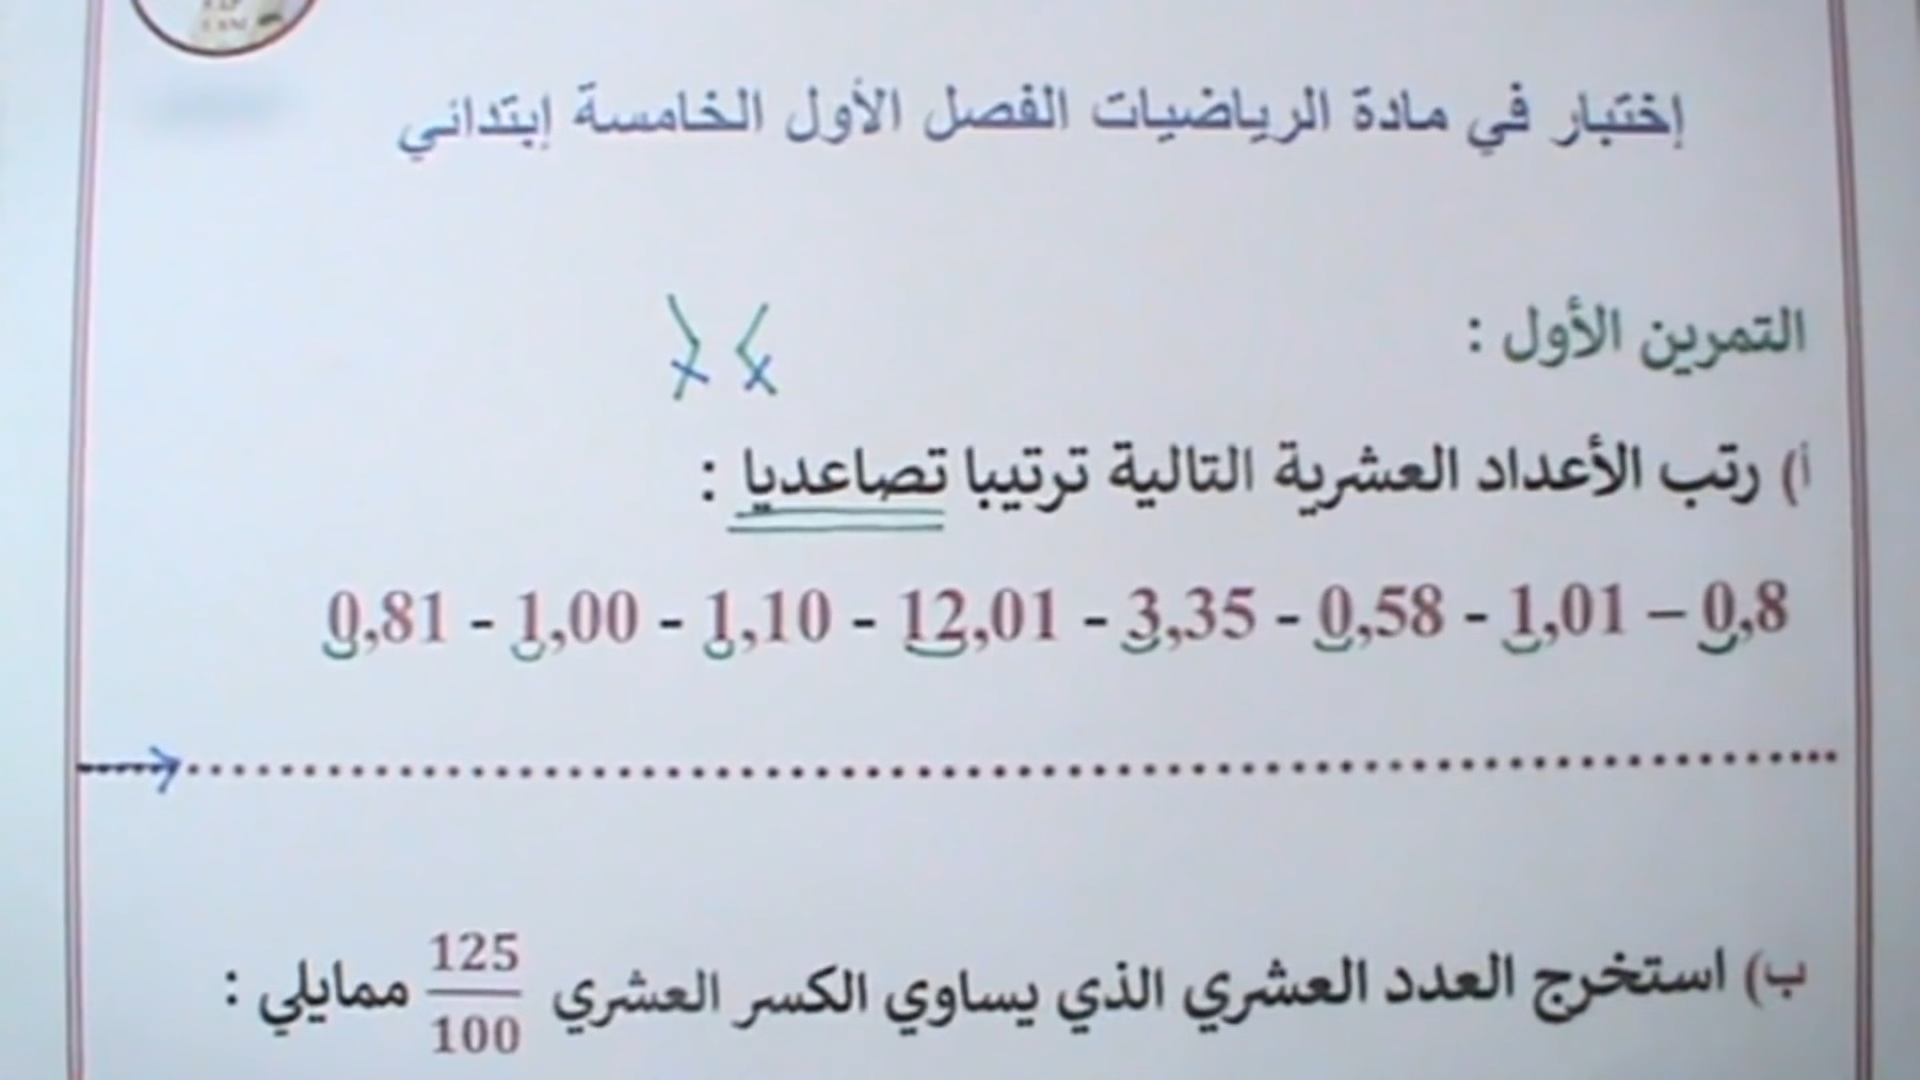 إختبار في مادة الرياضيات الفصل الأول الخامسة إبتدائي
التمرين الأول :
أ) رتب الأعداد العشرية التالية ترتيبا تصاعديا :
0,81 - 1,00 - 1,10 - 12,01 - 3,35 - 0,58 - 1,01 – 0,8
ب) استخرج العدد العشري الذي يساوي الكسر العشري 125/100 ممايلي :